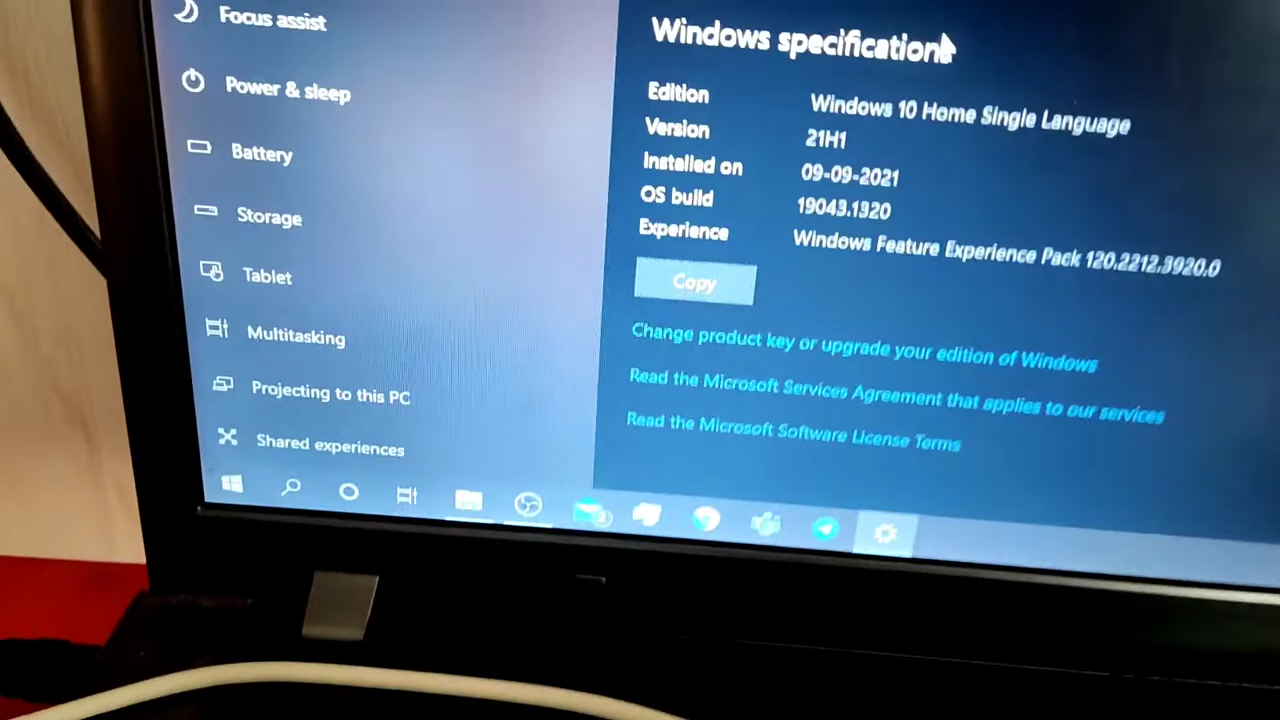 Focus assist
Power & sleep
Battery
Storage
Tablet
Multitasking
Projecting to this PC
Shared experiences
Windows specifications
Edition Windows 10 Home Single Language
Version 21H1
Installed on 09-09-2021
OS build 19043.1320
Experience Windows Feature Experience Pack 120.2212.3920.0
Copy
Change product key or upgrade your edition of Windows
Read the Microsoft Services Agreement that applies to our services
Read the Microsoft Software License Terms